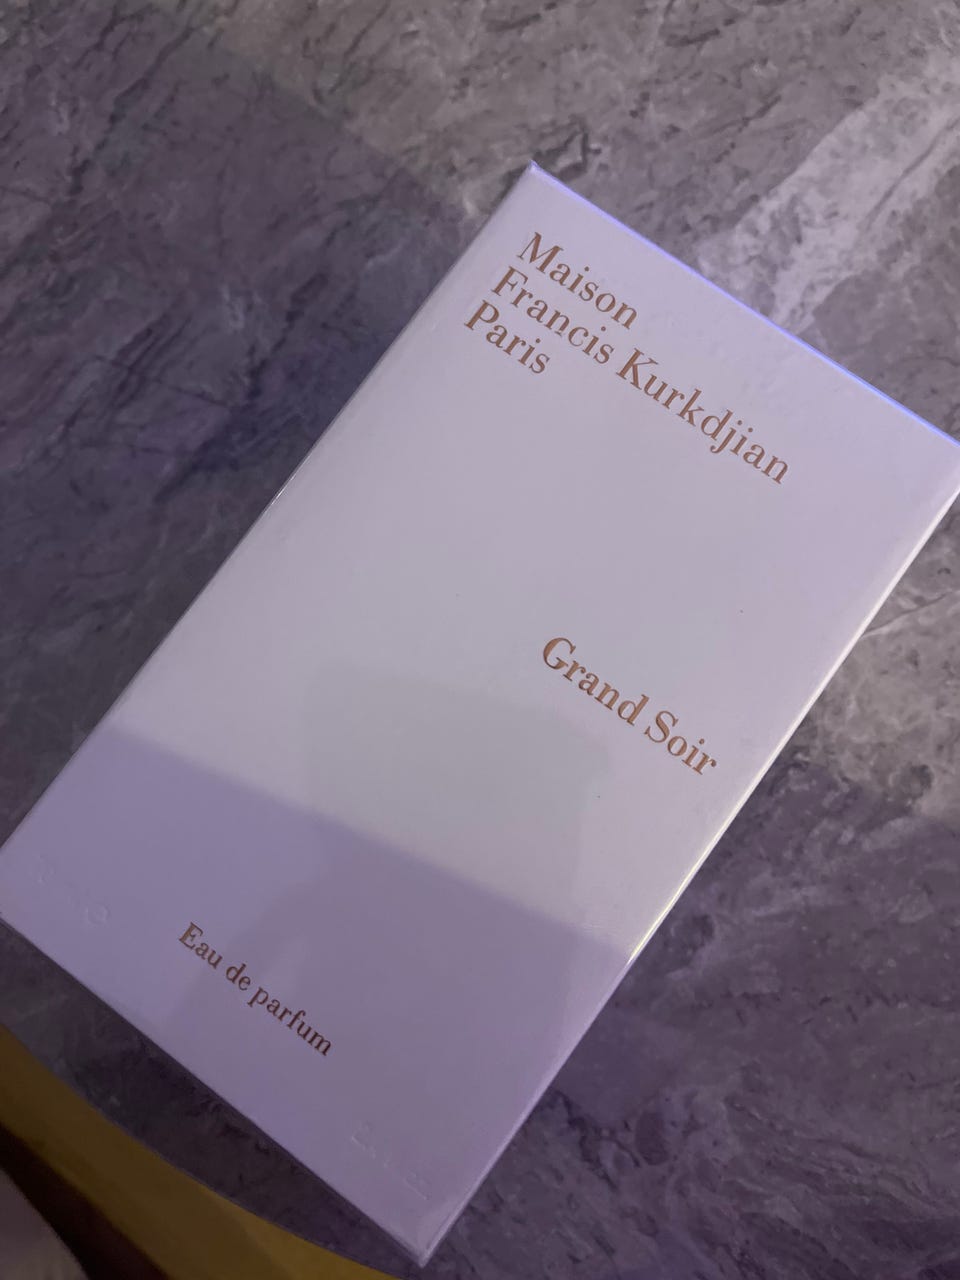 Maison
Francis Kurkdjian
Paris
Grand Soir
Eau de parfum